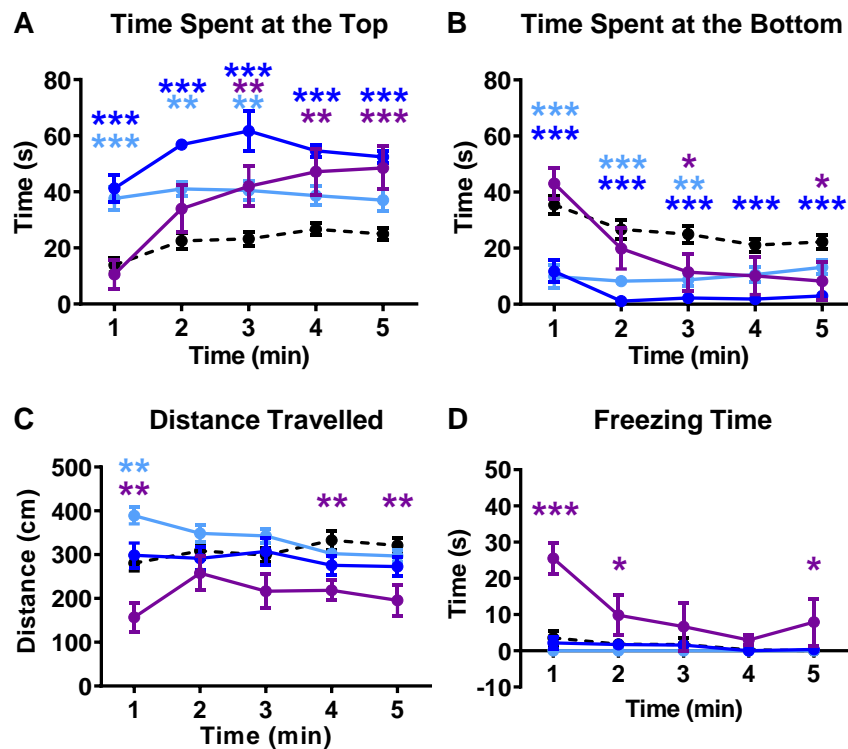 A Time Spent at the Top
Time (s)
80
60
40
20
0
*** *** *** *** ***
*** ** ** ** ***
**
1 2 3 4 5
Time (min)
B Time Spent at the Bottom
Time (s)
80
60
40
20
0
*** *** * *** *
*** *** ** ***
***
1 2 3 4 5
Time (min)
C Distance Travelled
Distance (cm)
500
400
300
200
100
0
** ** **
**
1 2 3 4 5
Time (min)
D Freezing Time
Time (s)
50
40
30
20
10
0
-10
*** * *
1 2 3 4 5
Time (min)